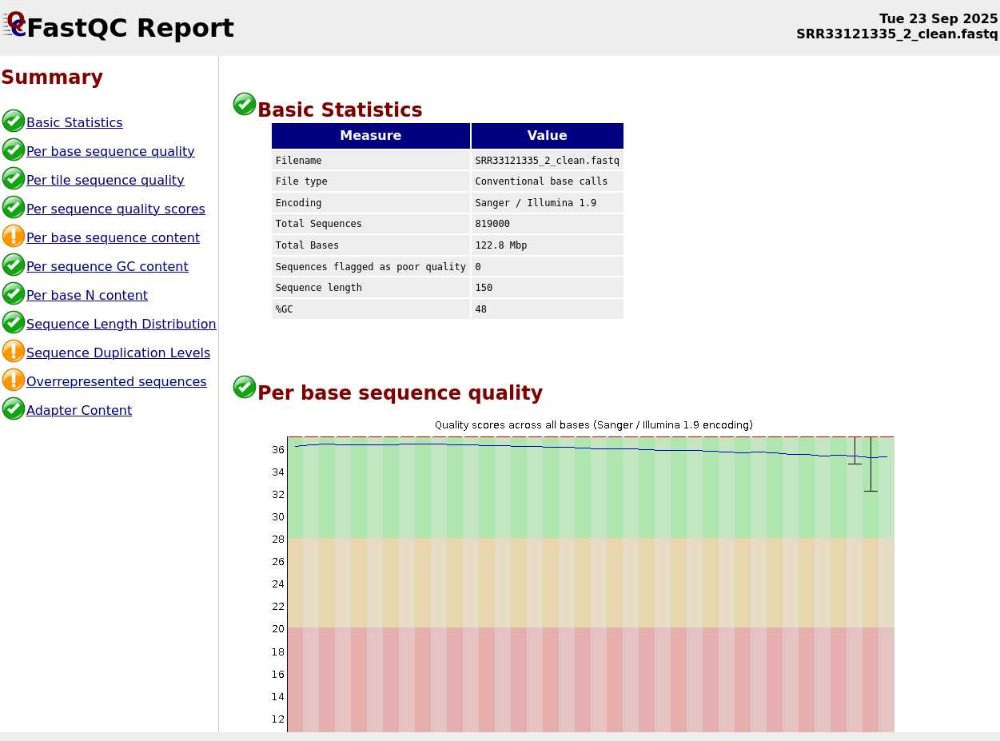 FastQC Report
Tue 23 Sep 2025
SRR33121335_2_clean.fastq
Summary
Basic Statistics
Per base sequence quality
Per tile sequence quality
Per sequence quality scores
Per base sequence content
Per sequence GC content
Per base N content
Sequence Length Distribution
Sequence Duplication Levels
Overrepresented sequences
Adapter Content
Basic Statistics
Measure Value
Filename SRR33121335_2_clean.fastq
File type Conventional base calls
Encoding Sanger / Illumina 1.9
Total Sequences 819000
Total Bases 122.8 Mbp
Sequences flagged as poor quality 0
Sequence length 150
%GC 48
Per base sequence quality
Quality scores across all bases (Sanger / Illumina 1.9 encoding)
36
34
32
30
28
26
24
22
20
18
16
14
12